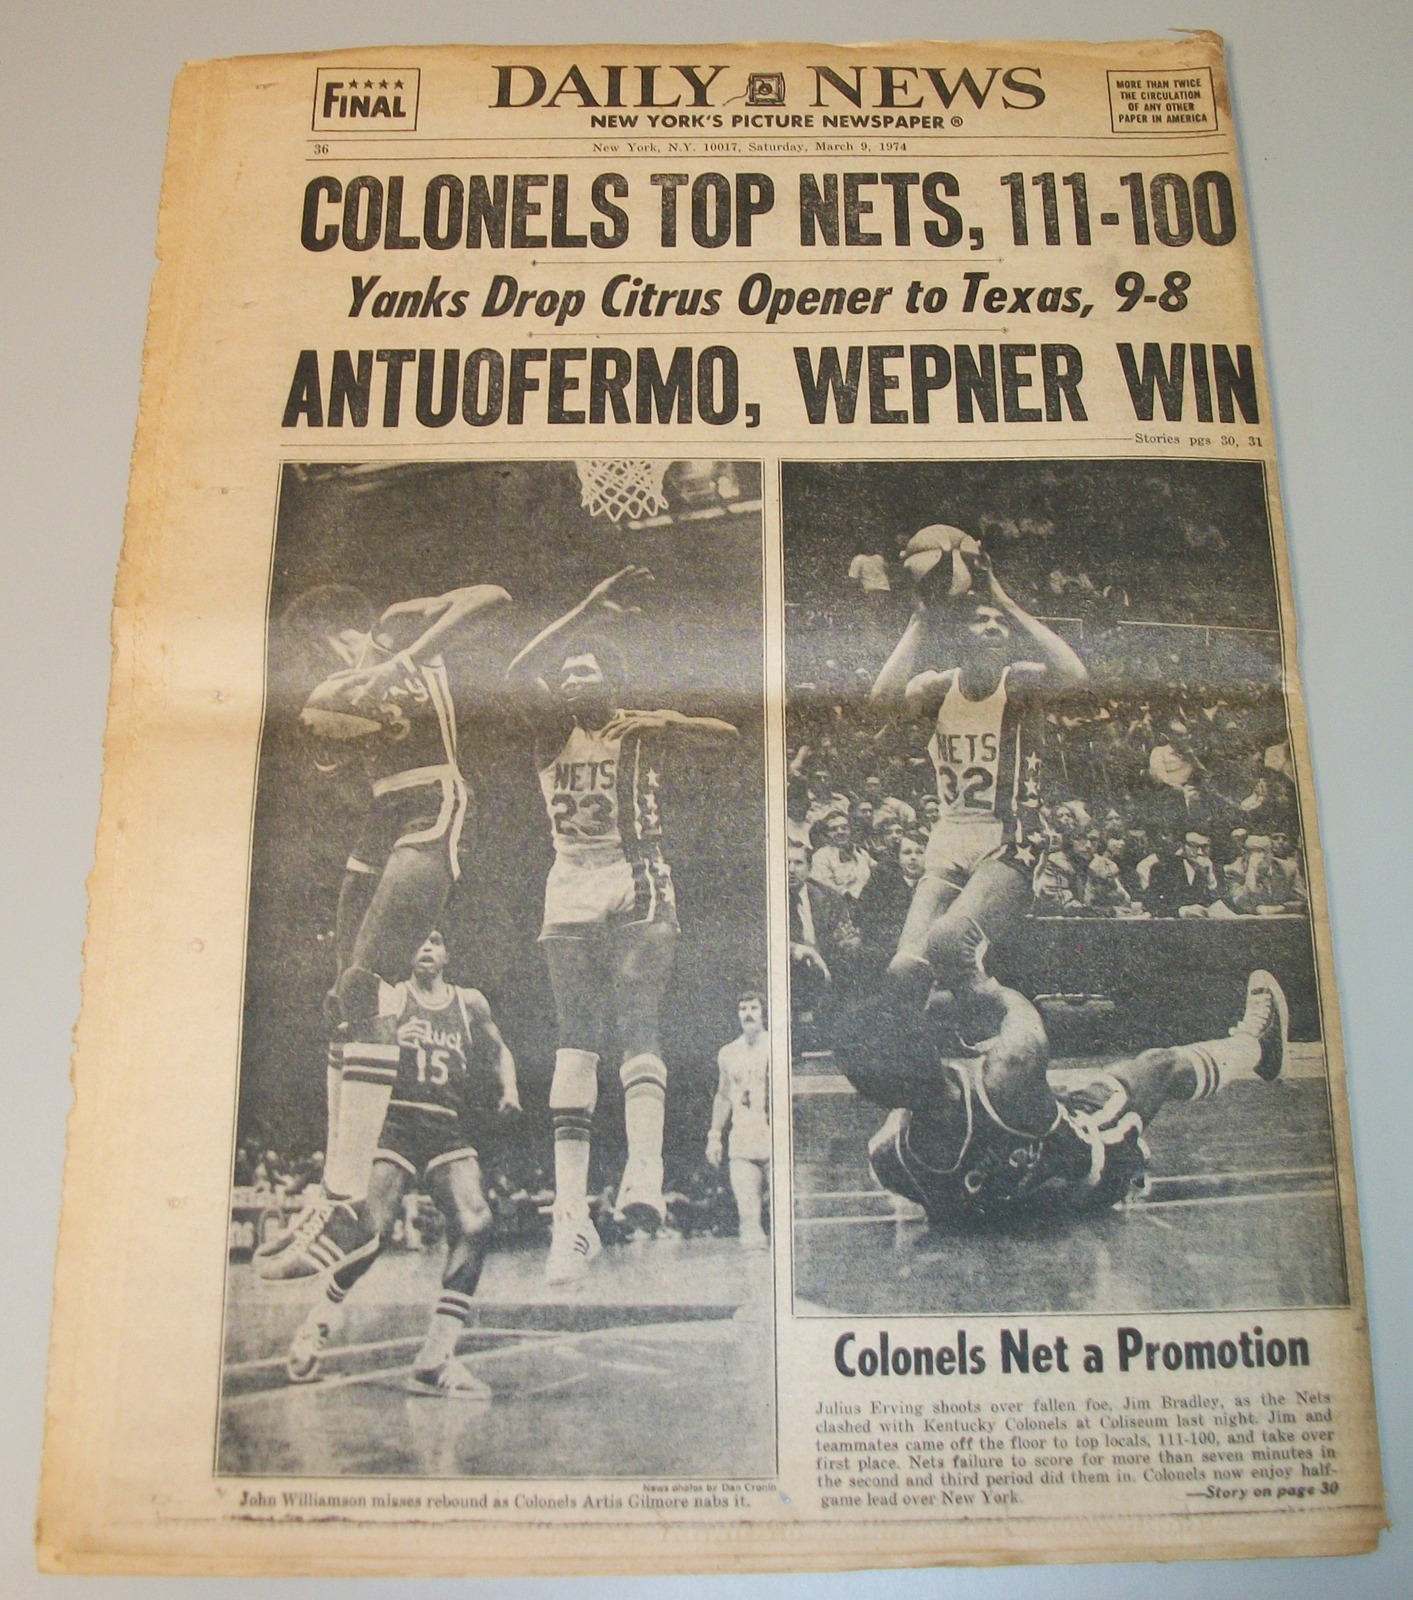 ★★★★
FINAL
DAILY NEWS
NEW YORK'S PICTURE NEWSPAPER ®
MORE THAN TWICE
THE CIRCULATION
OF ANY OTHER
PAPER IN AMERICA
36
New York, N.Y. 10017, Saturday, March 9, 1974
COLONELS TOP NETS, 111-100
Yanks Drop Citrus Opener to Texas, 9-8
ANTUOFERMO, WEPNER WIN
Stories pgs 30, 31
NETS
23
15
4
NETS
32
News photos by Dan Cronin
John Williamson misses rebound as Colonels Artis Gilmore nabs it.
Colonels Net a Promotion
Julius Erving shoots over fallen foe, Jim Bradley, as the Nets
clashed with Kentucky Colonels at Coliseum last night. Jim and
teammates came off the floor to top locals, 111-100, and take over
first place. Nets failure to score for more than seven minutes in
the second and third period did them in. Colonels now enjoy half-
game lead over New York.
—Story on page 30